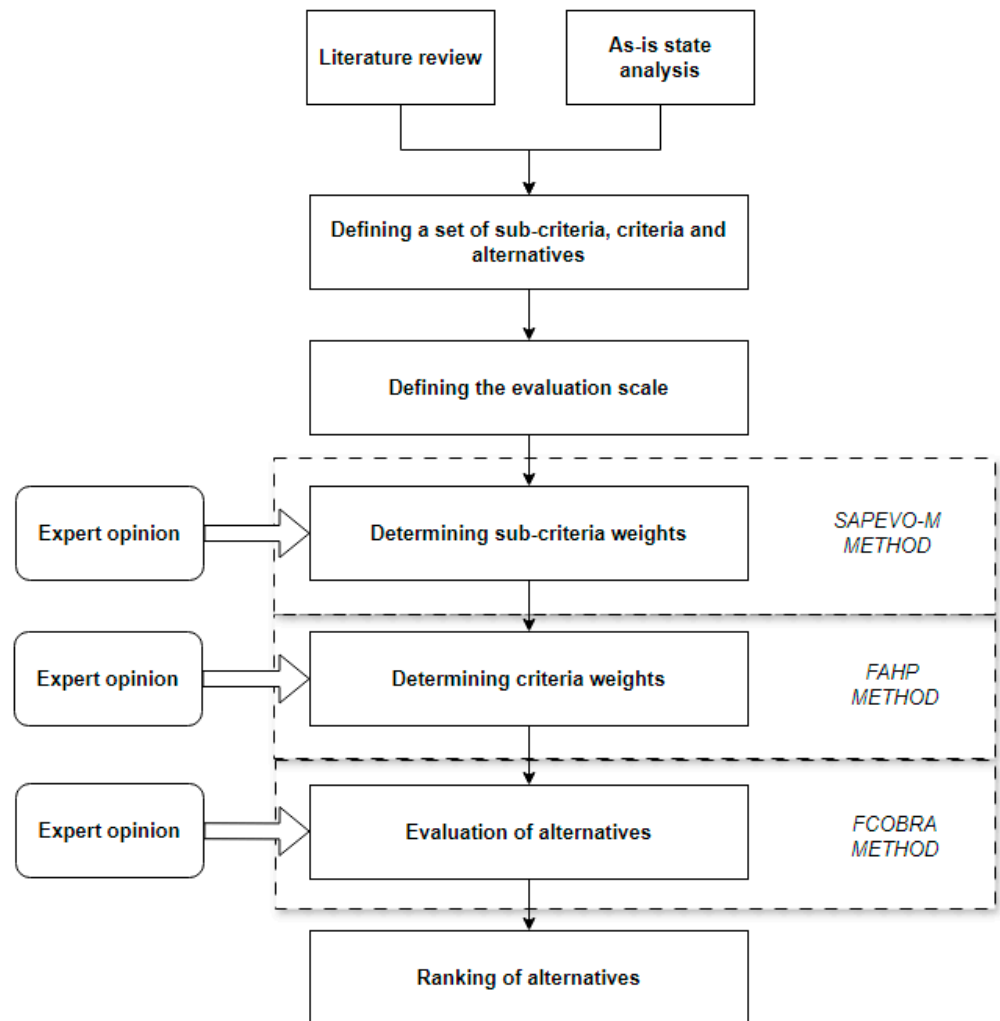 Literature review
As-is state
analysis
Defining a set of sub-criteria, criteria and
alternatives
Defining the evaluation scale
Expert opinion
Determining sub-criteria weights
SAPEVO-M
METHOD
Expert opinion
Determining criteria weights
FAHP
METHOD
Expert opinion
Evaluation of alternatives
FCOBRA
METHOD
Ranking of alternatives